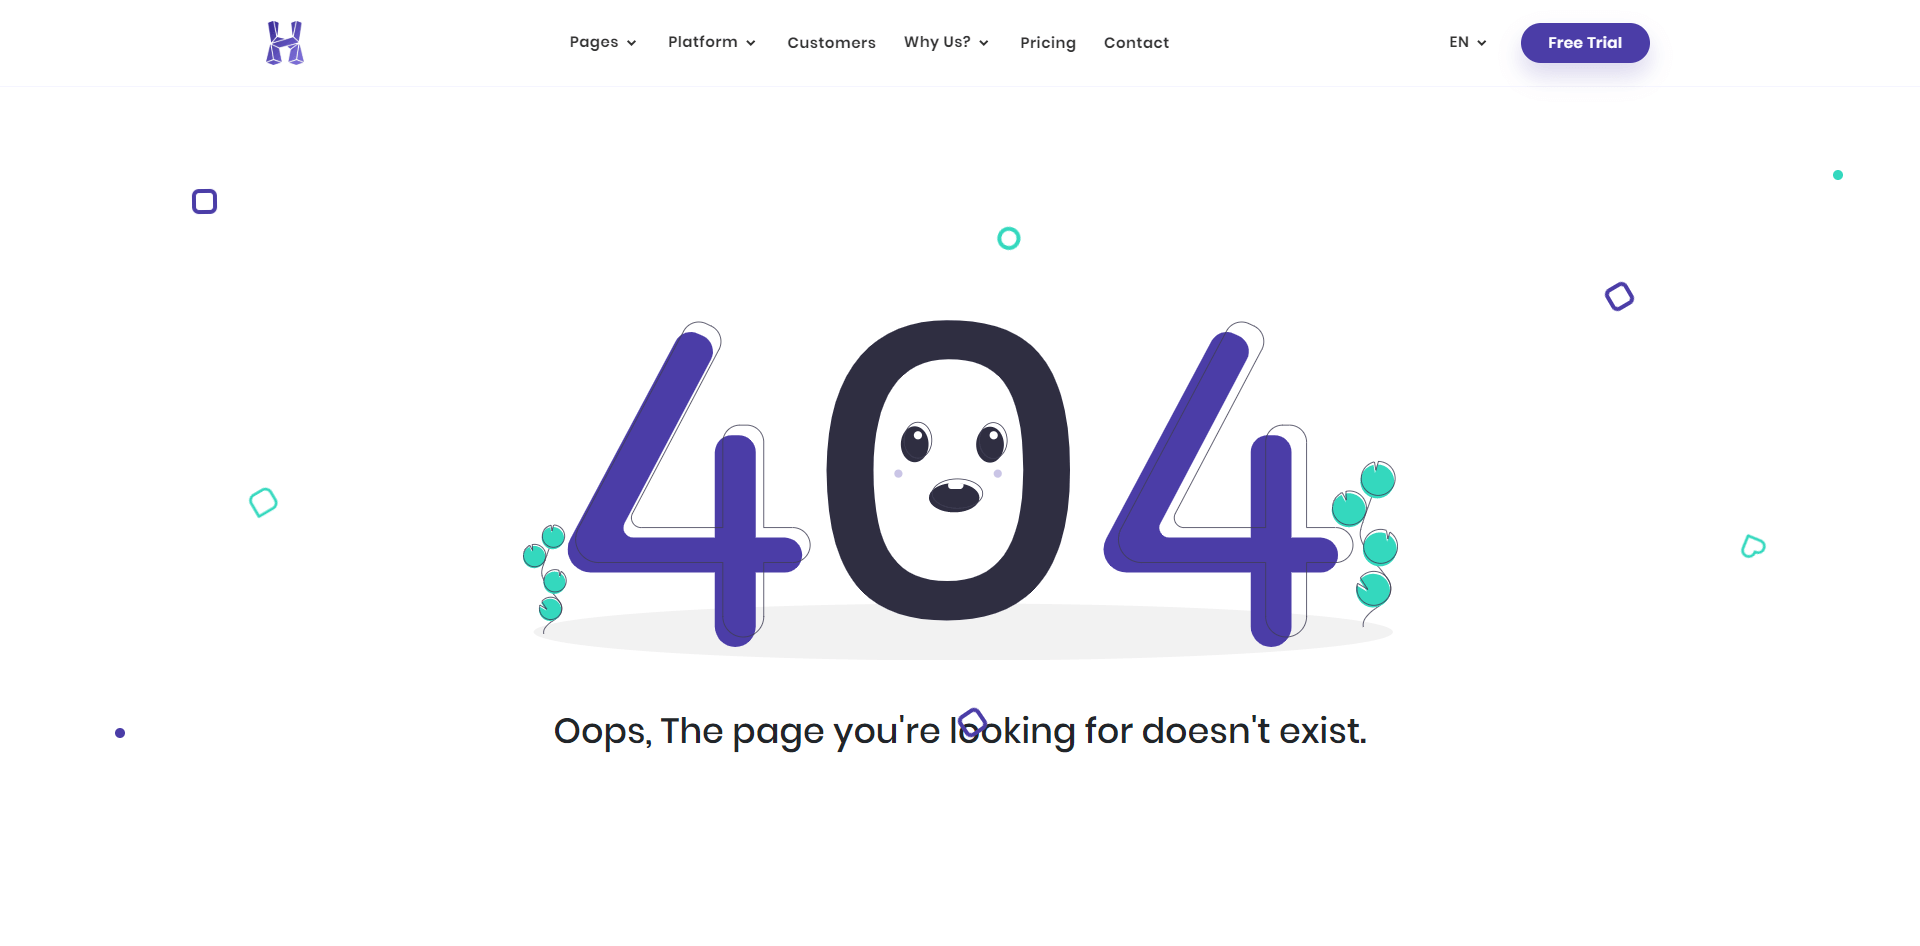 Pages Platform Customers Why Us? Pricing Contact EN Free Trial
404
Oops, The page you're looking for doesn't exist.